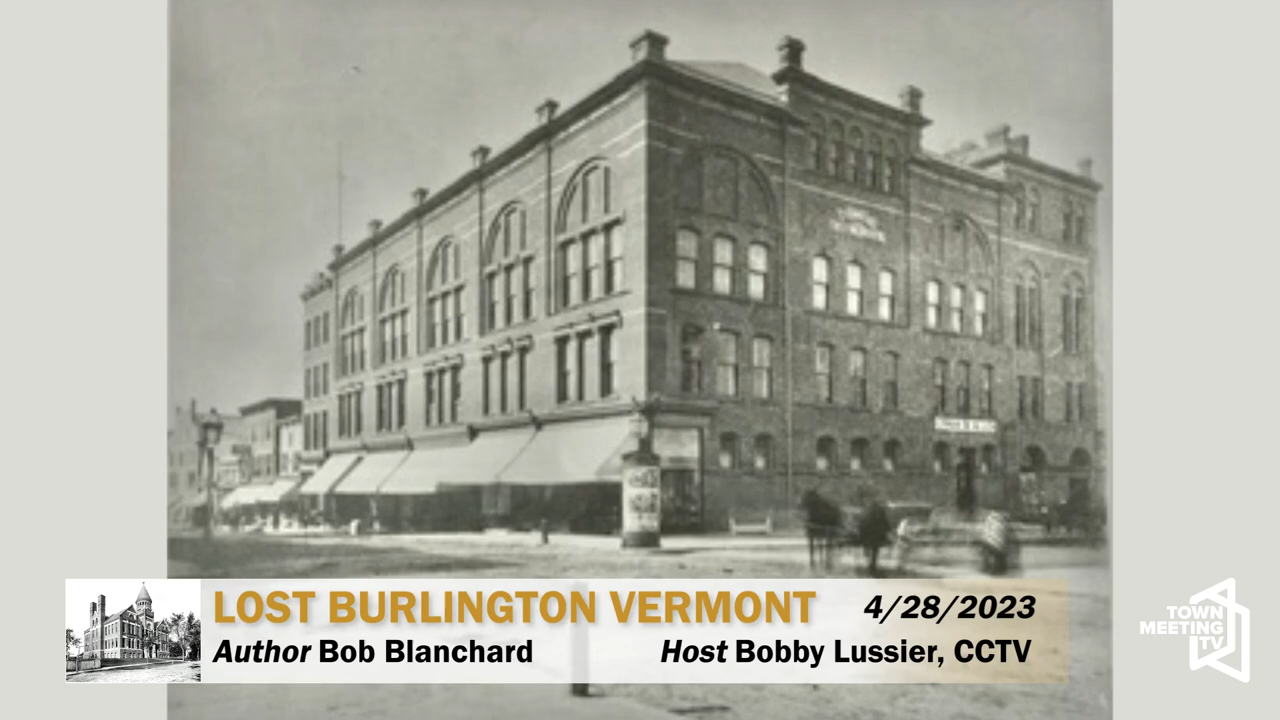 LOST BURLINGTON VERMONT 4/28/2023
Author Bob Blanchard Host Bobby Lussier, CCTV
TOWN
MEETING
TV